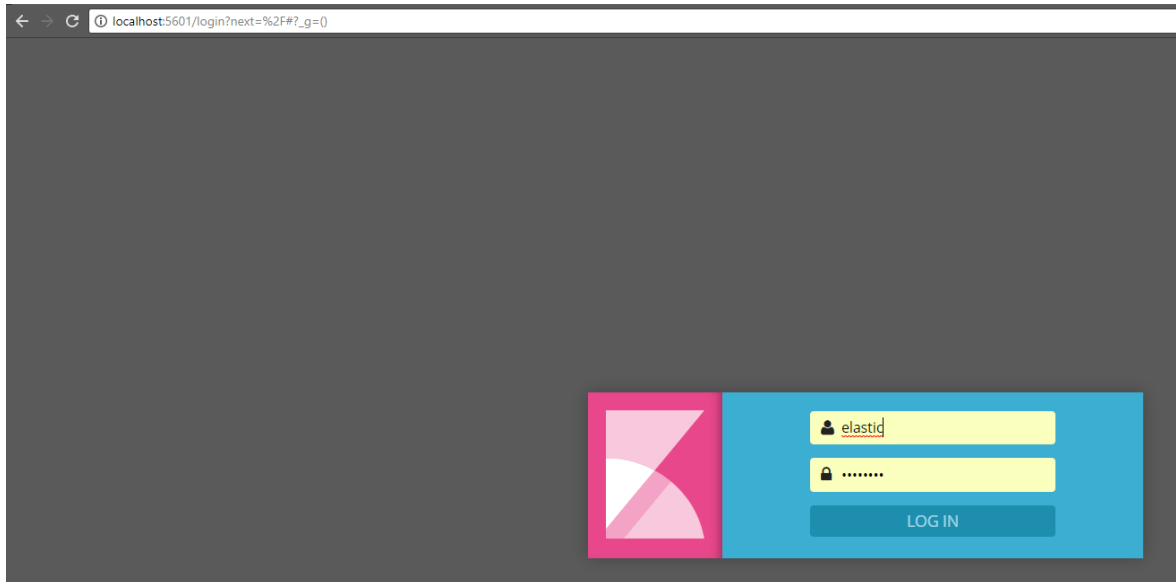 localhost:5601/login?next=%2F#?_g=()
elastic
••••••••
LOG IN